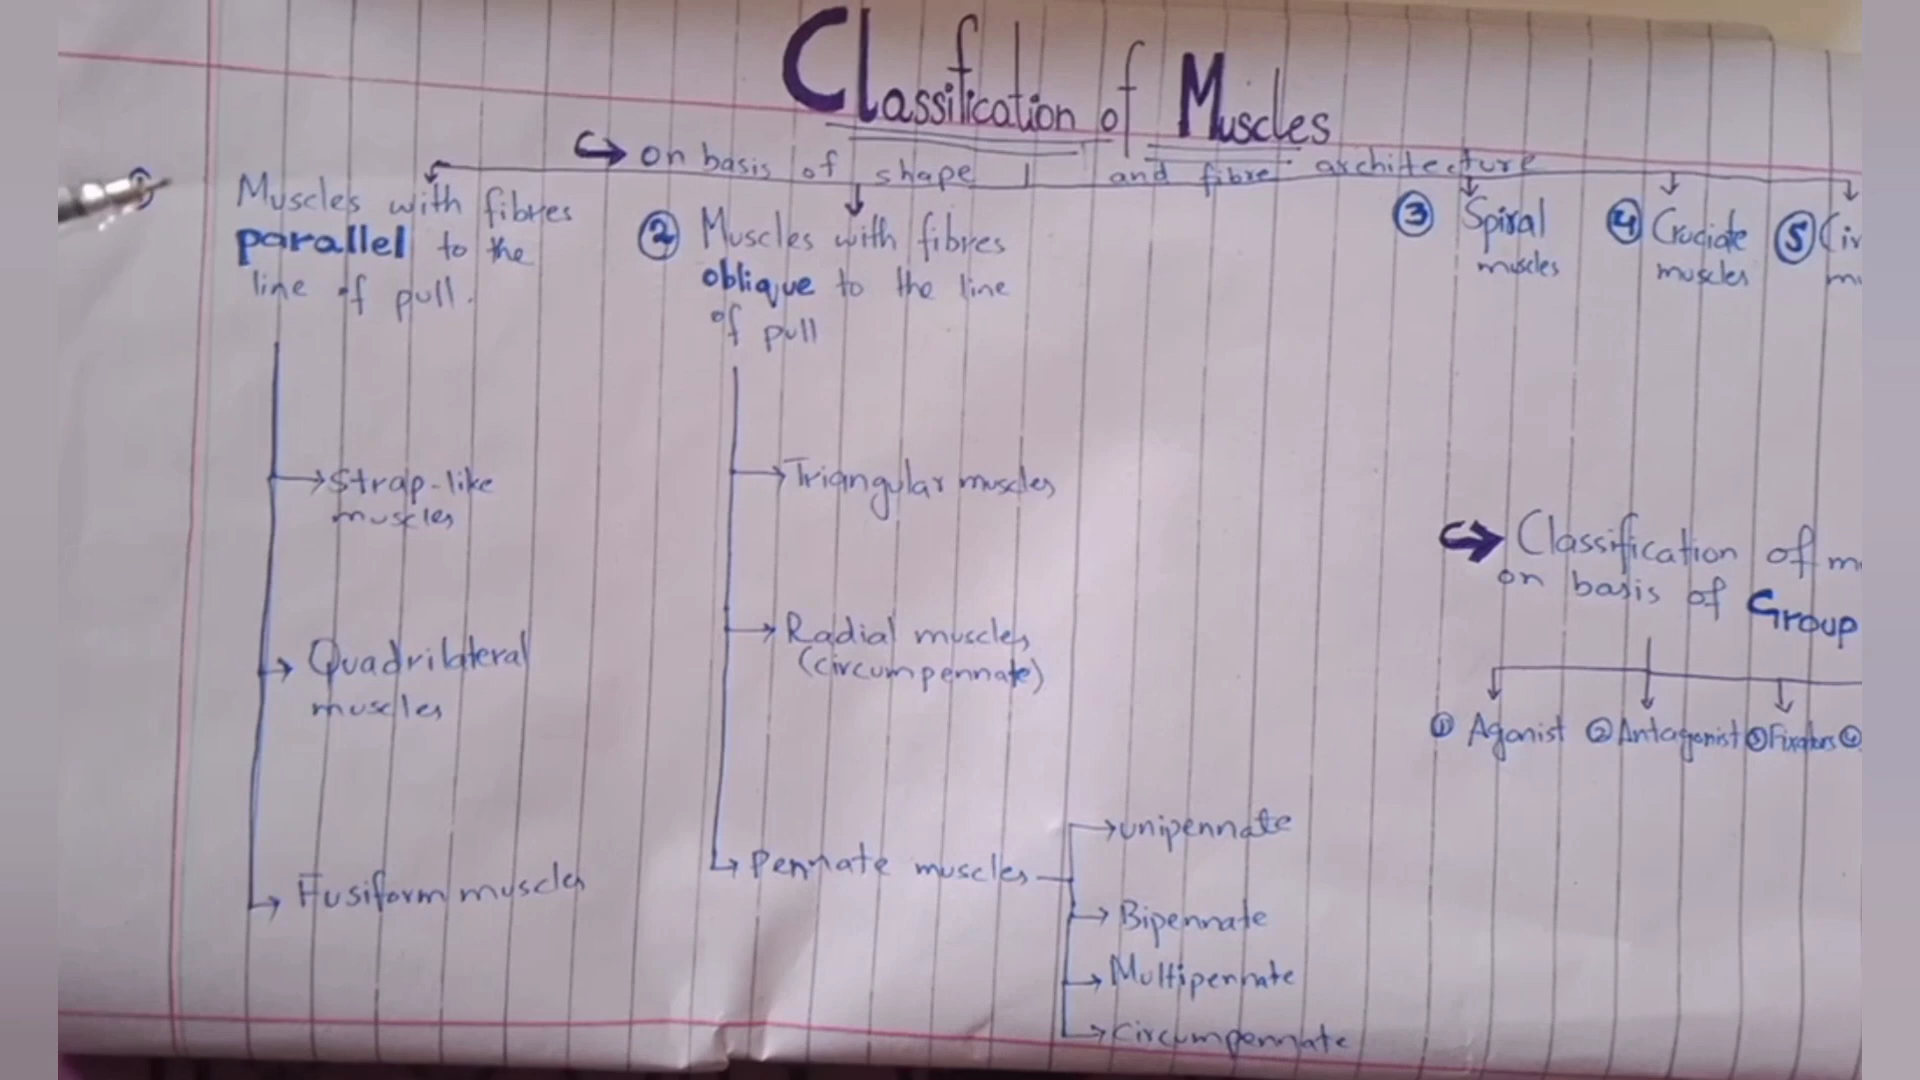 Classification of Muscles
on basis of shape and fibre architecture
①
Muscles with fibres
parallel to the
line of pull.
Strap-like
muscles
Quadrilateral
muscles
Fusiform muscles
② Muscles with fibres
oblique to the line
of pull
Triangular muscles
Radial muscles
(circumpennate)
Pennate muscles
unipennate
Bipennate
Multipennate
Circumpennate
③ Spiral
muscles
④ Cruciate
muscles
⑤
Classification of
on basis of Group
① Agonist ② Antagonist ③ Fixators ④